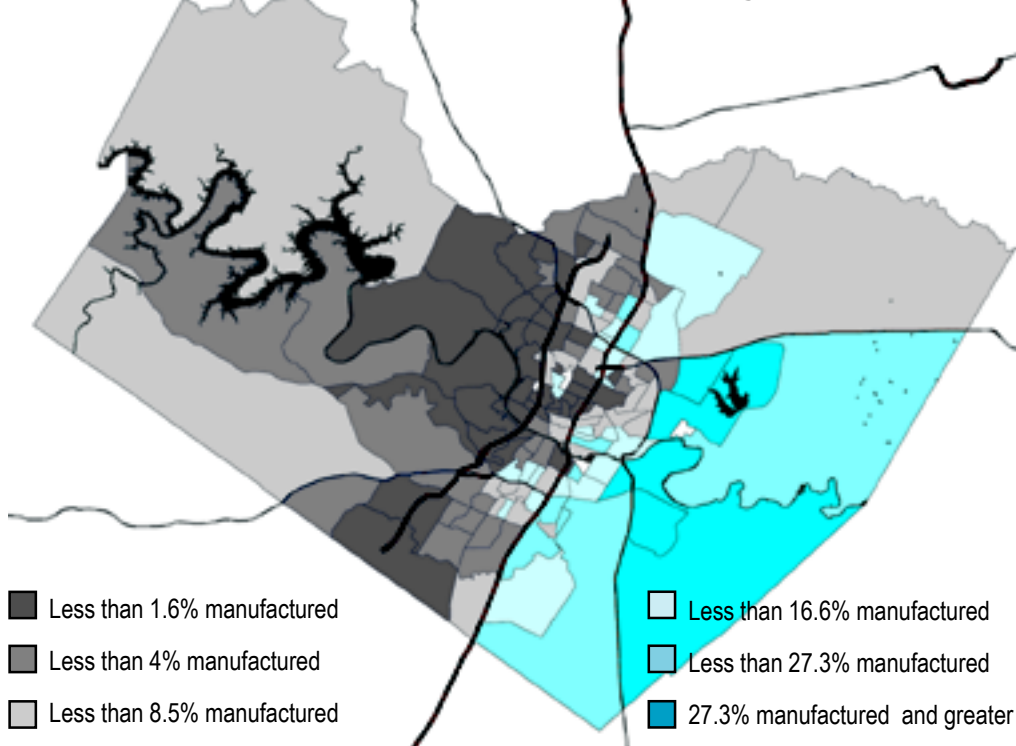 Less than 1.6% manufactured
Less than 4% manufactured
Less than 8.5% manufactured
Less than 16.6% manufactured
Less than 27.3% manufactured
27.3% manufactured and greater